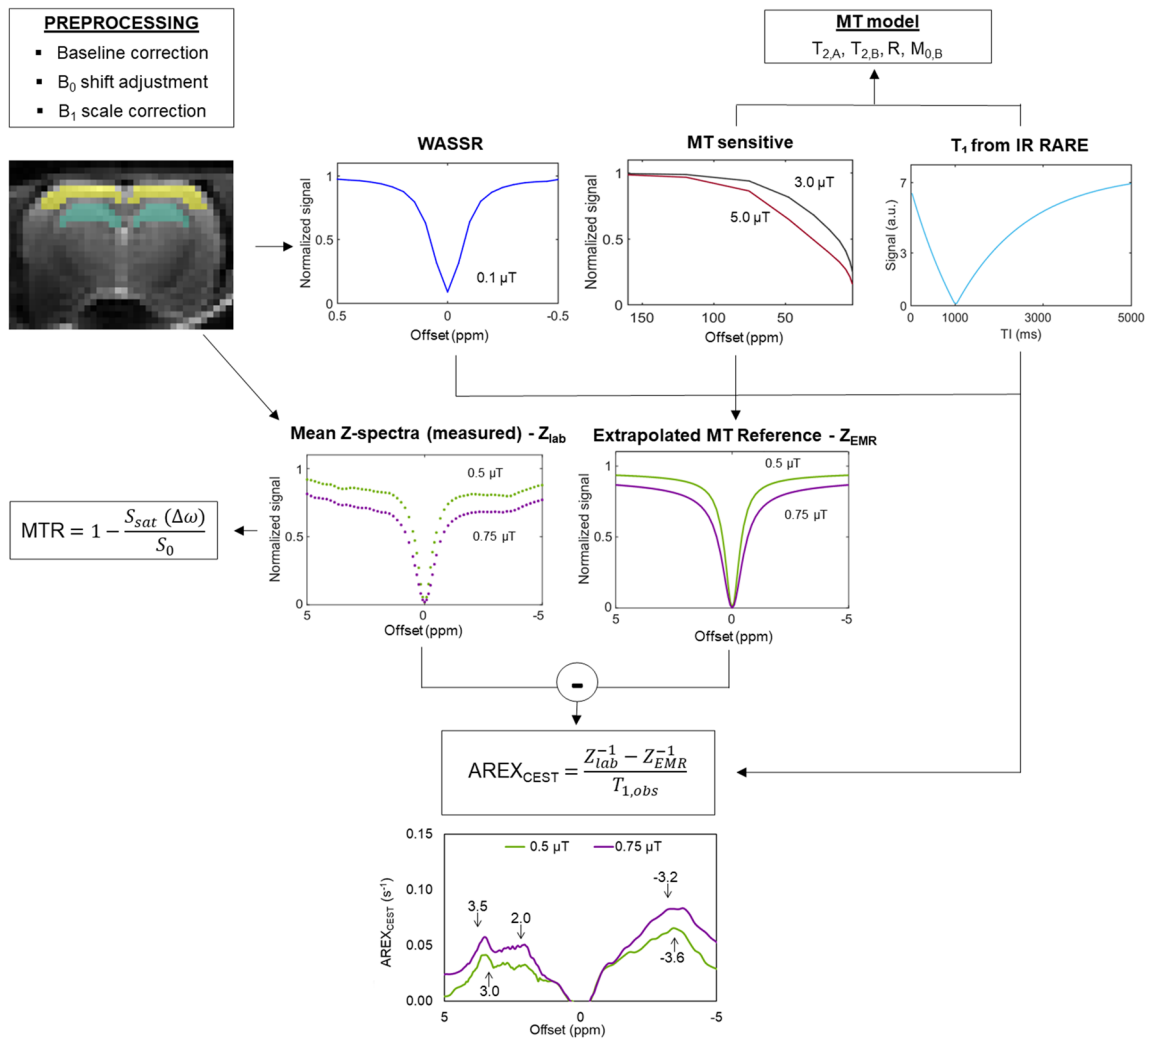 PREPROCESSING
▪ Baseline correction
▪ B₀ shift adjustment
▪ B₁ scale correction
MT model
T₂,A, T₂,B, R, M₀,B
WASSR
Normalized signal
1
0.5
0
0.1 µT
0.5
0
-0.5
Offset (ppm)
MT sensitive
Normalized signal
1
0.5
0
3.0 µT
5.0 µT
150
100
50
Offset (ppm)
T₁ from IR RARE
Signal (a.u.)
7
3
0
0
1000
3000
5000
TI (ms)
Mean Z-spectra (measured) - Zlab
Normalized signal
1
0.5
0
0.5 µT
0.75 µT
5
0
-5
Offset (ppm)
Extrapolated MT Reference - ZEMR
Normalized signal
1
0.5
0
0.5 µT
0.75 µT
5
0
-5
Offset (ppm)
MTR = 1 − Ssat (Δω) / S₀
-
AREXCEST = (Zlab⁻¹ − ZEMR⁻¹) / T₁,obs
AREXCEST (s⁻¹)
0.15
0.10
0.05
0.00
0.5 µT
0.75 µT
3.5
2.0
3.0
-3.2
-3.6
5
0
-5
Offset (ppm)